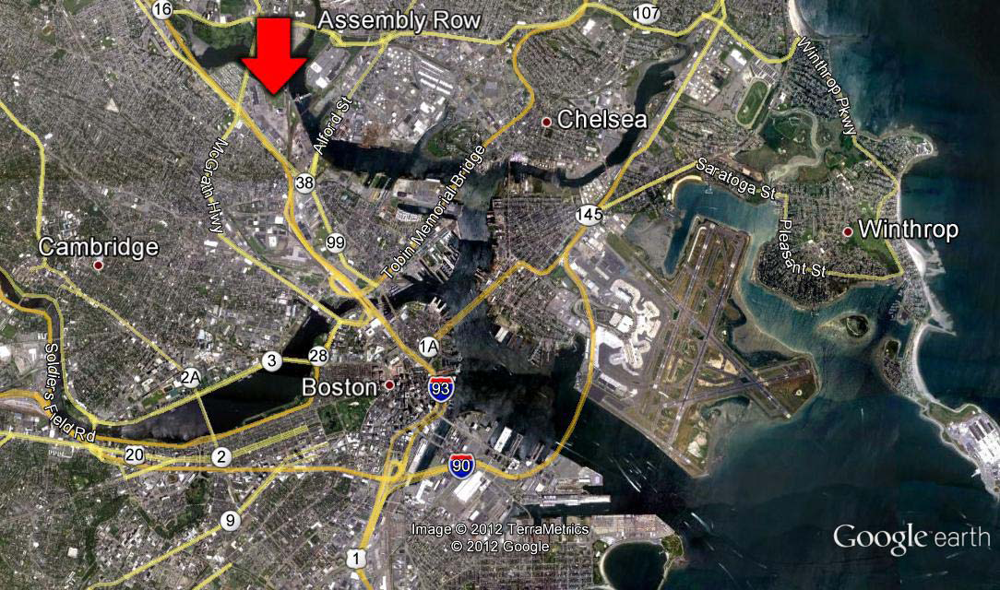 16
Assembly Row
107
Winthrop Pkwy
Alford St
Chelsea
McGrath Hwy
38
Tobin Memorial Bridge
Saratoga St
145
Winthrop
Pleasant St
99
Cambridge
1A
3
28
2A
Boston
93
Soldiers Field Rd
20
2
90
9
Image © 2012 TerraMetrics
© 2012 Google
Google earth
1